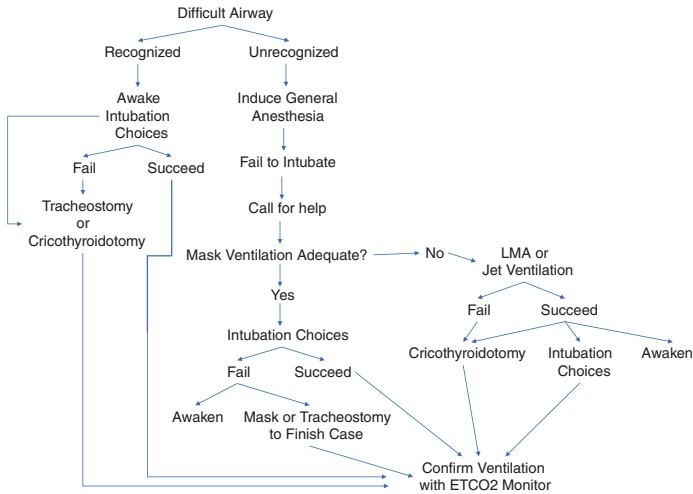 Difficult Airway
Recognized
Unrecognized
Awake
Intubation
Choices
Induce General
Anesthesia
Fail
Succeed
Fail to Intubate
Tracheostomy
or
Cricothyroidotomy
Call for help
Mask Ventilation Adequate?
No
LMA or
Jet Ventilation
Yes
Fail
Succeed
Intubation Choices
Cricothyroidotomy
Intubation
Choices
Awaken
Fail
Succeed
Awaken
Mask or Tracheostomy
to Finish Case
Confirm Ventilation
with ETCO2 Monitor